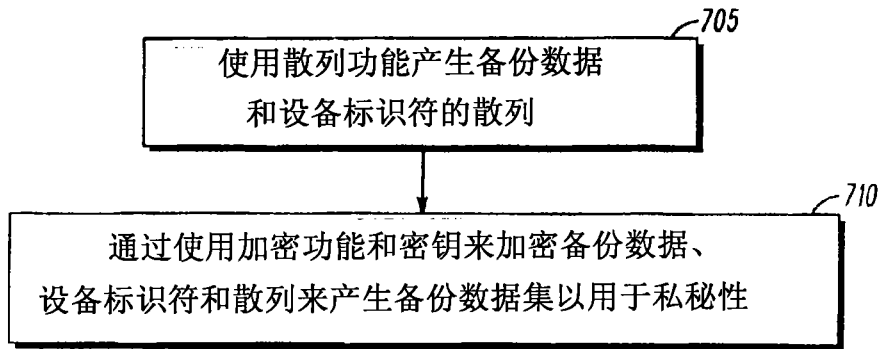 705
使用散列功能产生备份数据
和设备标识符的散列
710
通过使用加密功能和密钥来加密备份数据、
设备标识符和散列来产生备份数据集以用于私秘性